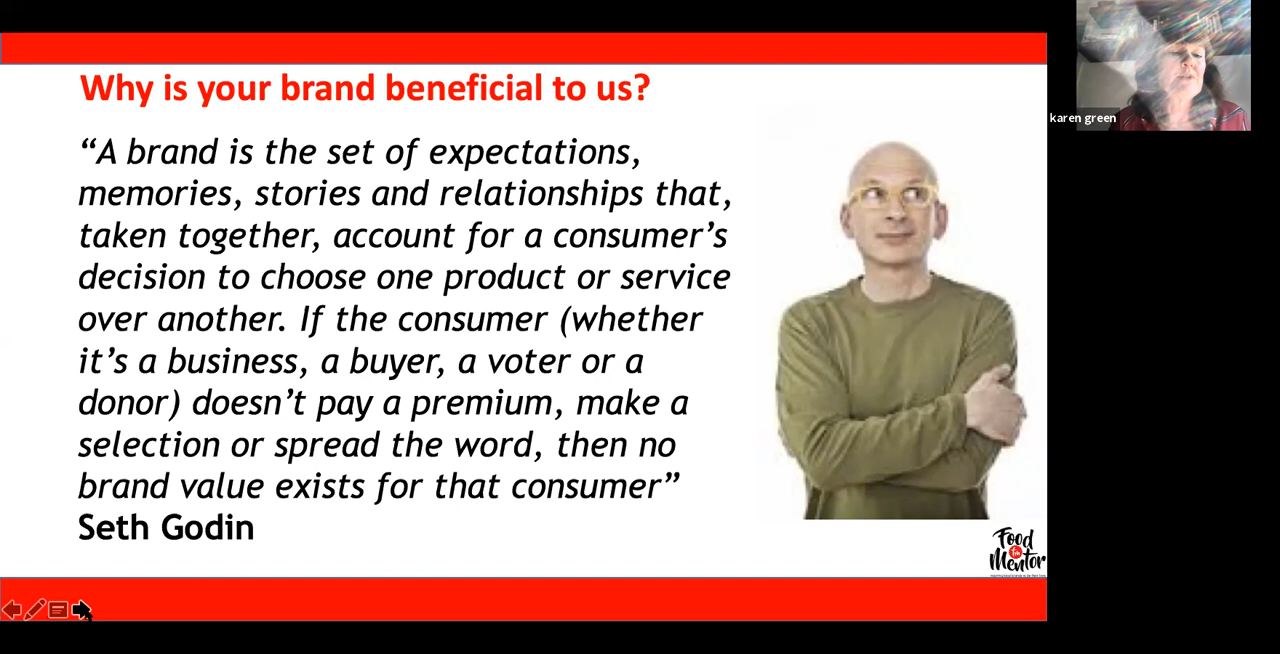 Why is your brand beneficial to us?
“A brand is the set of expectations,
memories, stories and relationships that,
taken together, account for a consumer’s
decision to choose one product or service
over another. If the consumer (whether
it’s a business, a buyer, a voter or a
donor) doesn’t pay a premium, make a
selection or spread the word, then no
brand value exists for that consumer”
Seth Godin
Food
Mentor
karen green